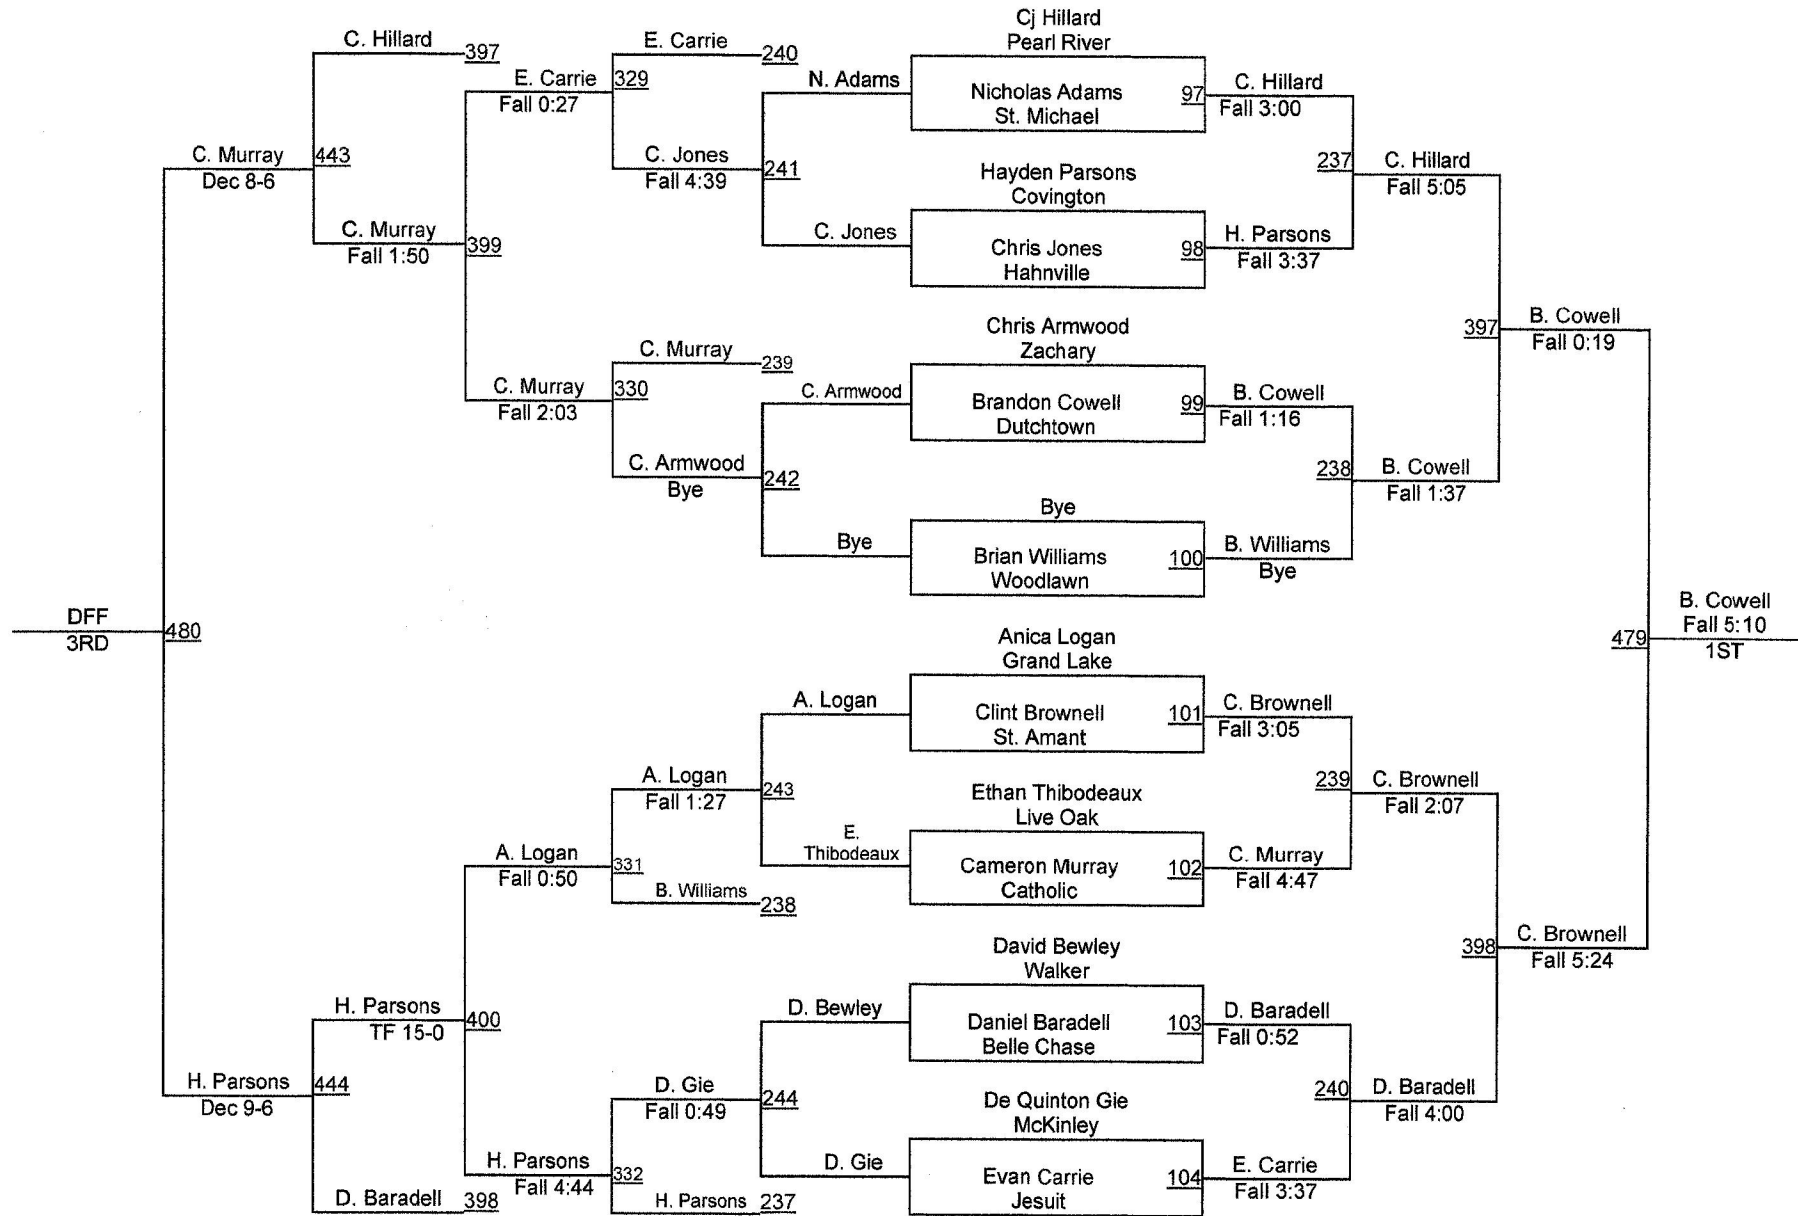 C. Hillard
397
C. Murray
Dec 8-6
443
C. Murray
Fall 1:50
399
E. Carrie
Fall 0:27
329
E. Carrie
240
C. Jones
Fall 4:39
241
N. Adams
C. Jones
C. Murray
Fall 2:03
330
C. Murray
239
C. Armwood
Bye
242
C. Armwood
Bye
Cj Hillard
Pearl River
Nicholas Adams
St. Michael
97
Hayden Parsons
Covington
Chris Jones
Hahnville
98
Chris Armwood
Zachary
Brandon Cowell
Dutchtown
99
Bye
Brian Williams
Woodlawn
100
C. Hillard
Fall 3:00
H. Parsons
Fall 3:37
237
C. Hillard
Fall 5:05
B. Cowell
Fall 1:16
B. Williams
Bye
238
B. Cowell
Fall 1:37
397
B. Cowell
Fall 0:19
DFF
3RD
480
479
B. Cowell
Fall 5:10
1ST
A. Logan
Fall 0:50
331
A. Logan
Fall 1:27
243
A. Logan
E.
Thibodeaux
B. Williams
238
H. Parsons
TF 15-0
400
H. Parsons
Dec 9-6
444
D. Baradell
398
H. Parsons
Fall 4:44
332
D. Gie
Fall 0:49
244
D. Bewley
D. Gie
H. Parsons
237
Anica Logan
Grand Lake
Clint Brownell
St. Amant
101
Ethan Thibodeaux
Live Oak
Cameron Murray
Catholic
102
David Bewley
Walker
Daniel Baradell
Belle Chase
103
De Quinton Gie
McKinley
Evan Carrie
Jesuit
104
C. Brownell
Fall 3:05
C. Murray
Fall 4:47
239
C. Brownell
Fall 2:07
D. Baradell
Fall 0:52
E. Carrie
Fall 3:37
240
D. Baradell
Fall 4:00
398
C. Brownell
Fall 5:24